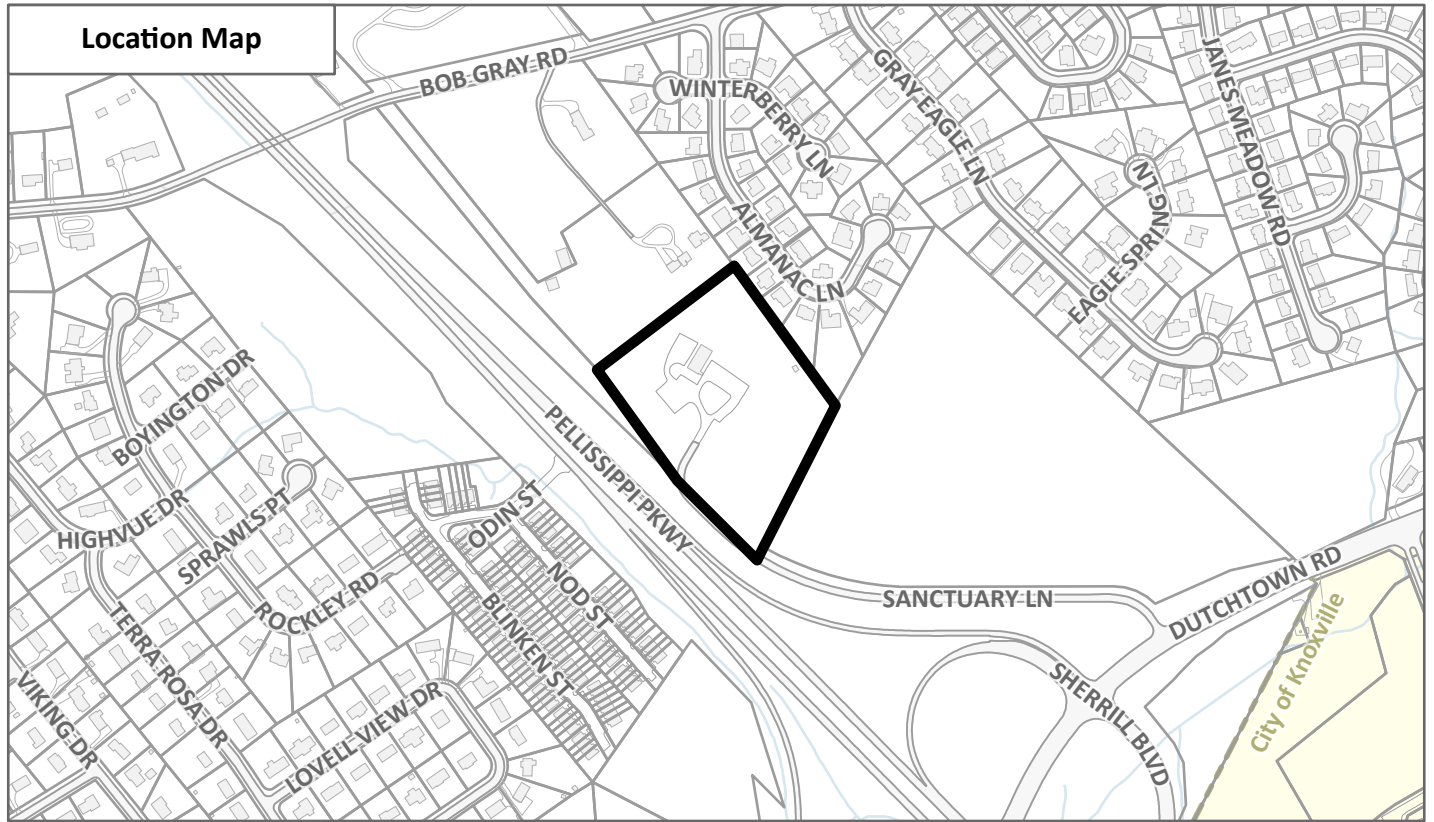 Location Map
BOB GRAY RD
WINTERBERRY LN
GRAY EAGLE LN
JANES MEADOW RD
ALMANAC LN
EAGLE SPRING LN
BOYINGTON DR
PELLISSIPPI PKWY
HIGHVUE DR
SPRAWLS PT
ODIN ST
NOD ST
ROCKLEY RD
BLINKEN ST
TERRA ROSA DR
SANCTUARY LN
DUTCHTOWN RD
VIKING DR
LOVELL VIEW DR
SHERRILL BLVD
City of Knoxville